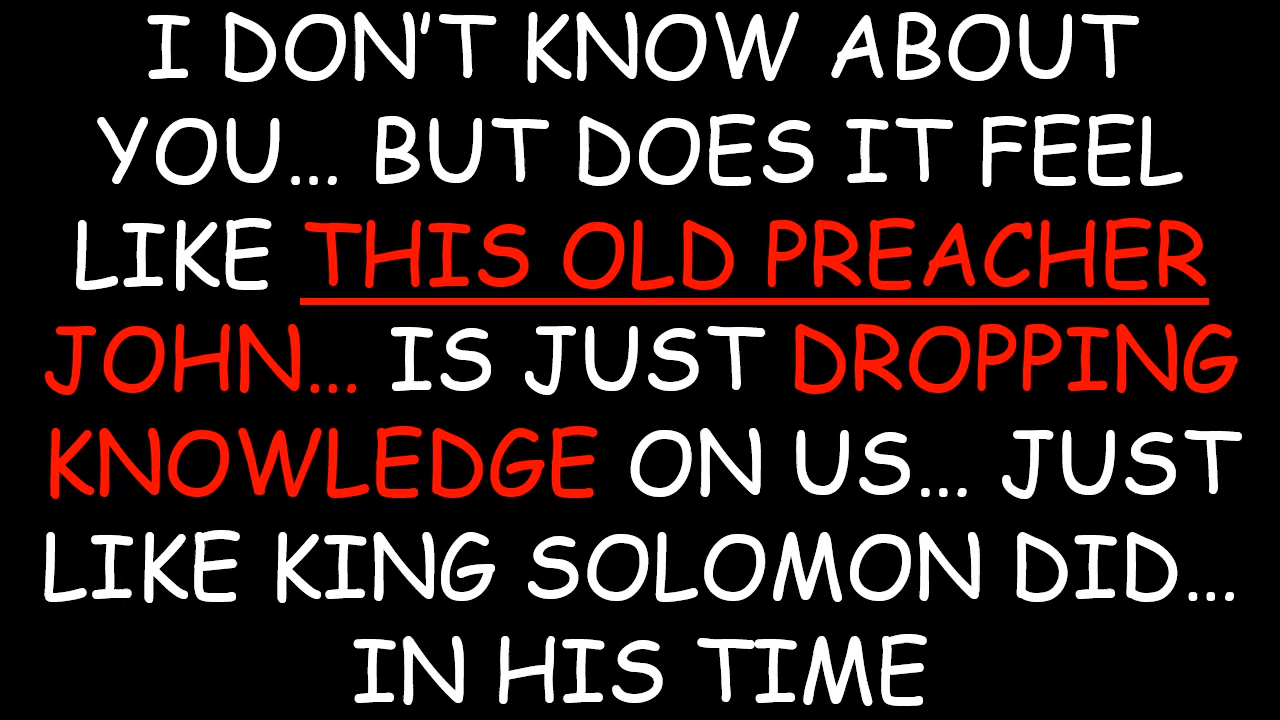 I DON'T KNOW ABOUT
YOU... BUT DOES IT FEEL
LIKE THIS OLD PREACHER
JOHN... IS JUST DROPPING
KNOWLEDGE ON US... JUST
LIKE KING SOLOMON DID...
IN HIS TIME